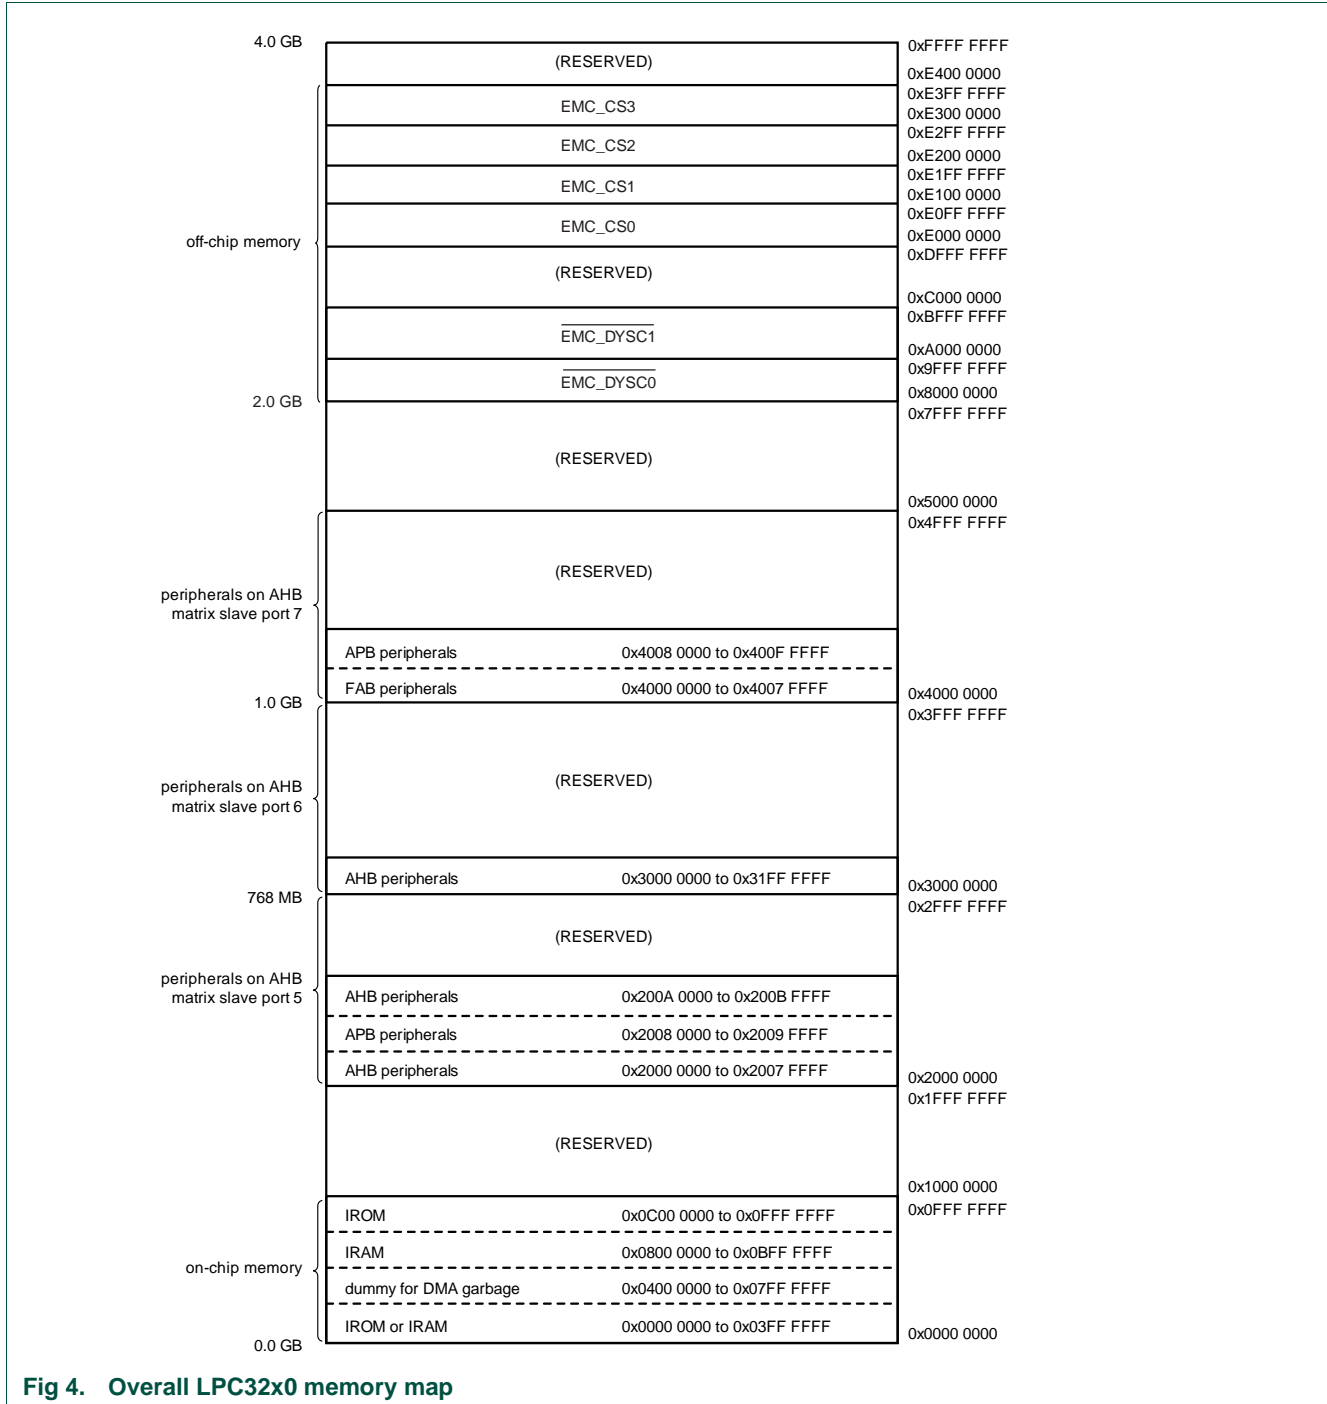 4.0 GB
0xFFFF FFFF
(RESERVED)
0xE400 0000
0xE3FF FFFF
EMC_CS3
0xE300 0000
0xE2FF FFFF
EMC_CS2
0xE200 0000
0xE1FF FFFF
EMC_CS1
0xE100 0000
0xE0FF FFFF
EMC_CS0
0xE000 0000
off-chip memory
0xDFFF FFFF
(RESERVED)
0xC000 0000
0xBFFF FFFF
EMC_DYSC1
0xA000 0000
0x9FFF FFFF
EMC_DYSC0
0x8000 0000
2.0 GB
0x7FFF FFFF
(RESERVED)
0x5000 0000
0x4FFF FFFF
(RESERVED)
peripherals on AHB
matrix slave port 7
APB peripherals 0x4008 0000 to 0x400F FFFF
FAB peripherals 0x4000 0000 to 0x4007 FFFF
0x4000 0000
1.0 GB
0x3FFF FFFF
(RESERVED)
peripherals on AHB
matrix slave port 6
AHB peripherals 0x3000 0000 to 0x31FF FFFF
0x3000 0000
768 MB
0x2FFF FFFF
(RESERVED)
peripherals on AHB
matrix slave port 5
AHB peripherals 0x200A 0000 to 0x200B FFFF
APB peripherals 0x2008 0000 to 0x2009 FFFF
AHB peripherals 0x2000 0000 to 0x2007 FFFF
0x2000 0000
0x1FFF FFFF
(RESERVED)
0x1000 0000
0x0FFF FFFF
IROM 0x0C00 0000 to 0x0FFF FFFF
IRAM 0x0800 0000 to 0x0BFF FFFF
on-chip memory
dummy for DMA garbage 0x0400 0000 to 0x07FF FFFF
IROM or IRAM 0x0000 0000 to 0x03FF FFFF
0x0000 0000
0.0 GB
Fig 4. Overall LPC32x0 memory map